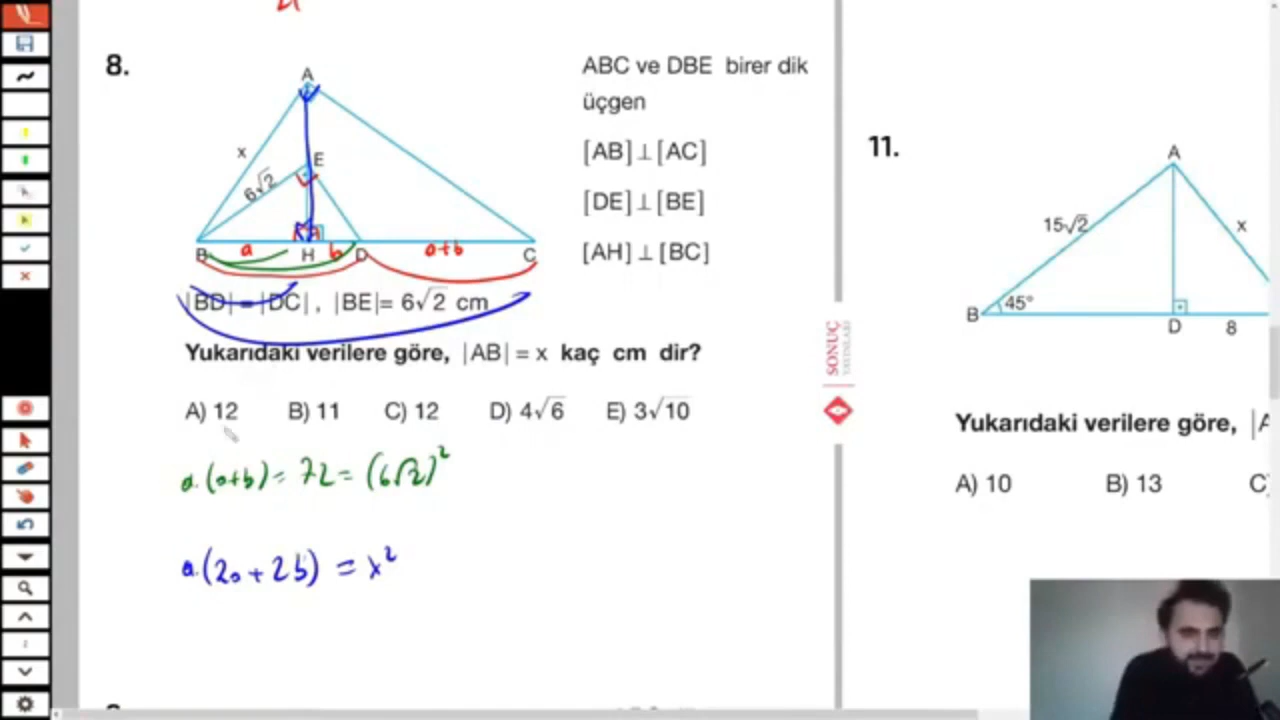 8.
A
x
E
6√2
B
a
H
b
D
a+b
C
|BD| = |DC| , |BE|= 6√2 cm
ABC ve DBE birer dik
üçgen
[AB]⊥[AC]
[DE]⊥[BE]
[AH]⊥[BC]
Yukarıdaki verilere göre, |AB| = x kaç cm dir?
A) 12 B) 11 C) 12 D) 4√6 E) 3√10
a.(a+b) = 72 = (6√2)²
a.(2a+2b) = x²
SONUÇ
YAYINLARI
11.
A
15√2
x
B
45°
D
8
Yukarıdaki verilere göre, |A
A) 10 B) 13 C)